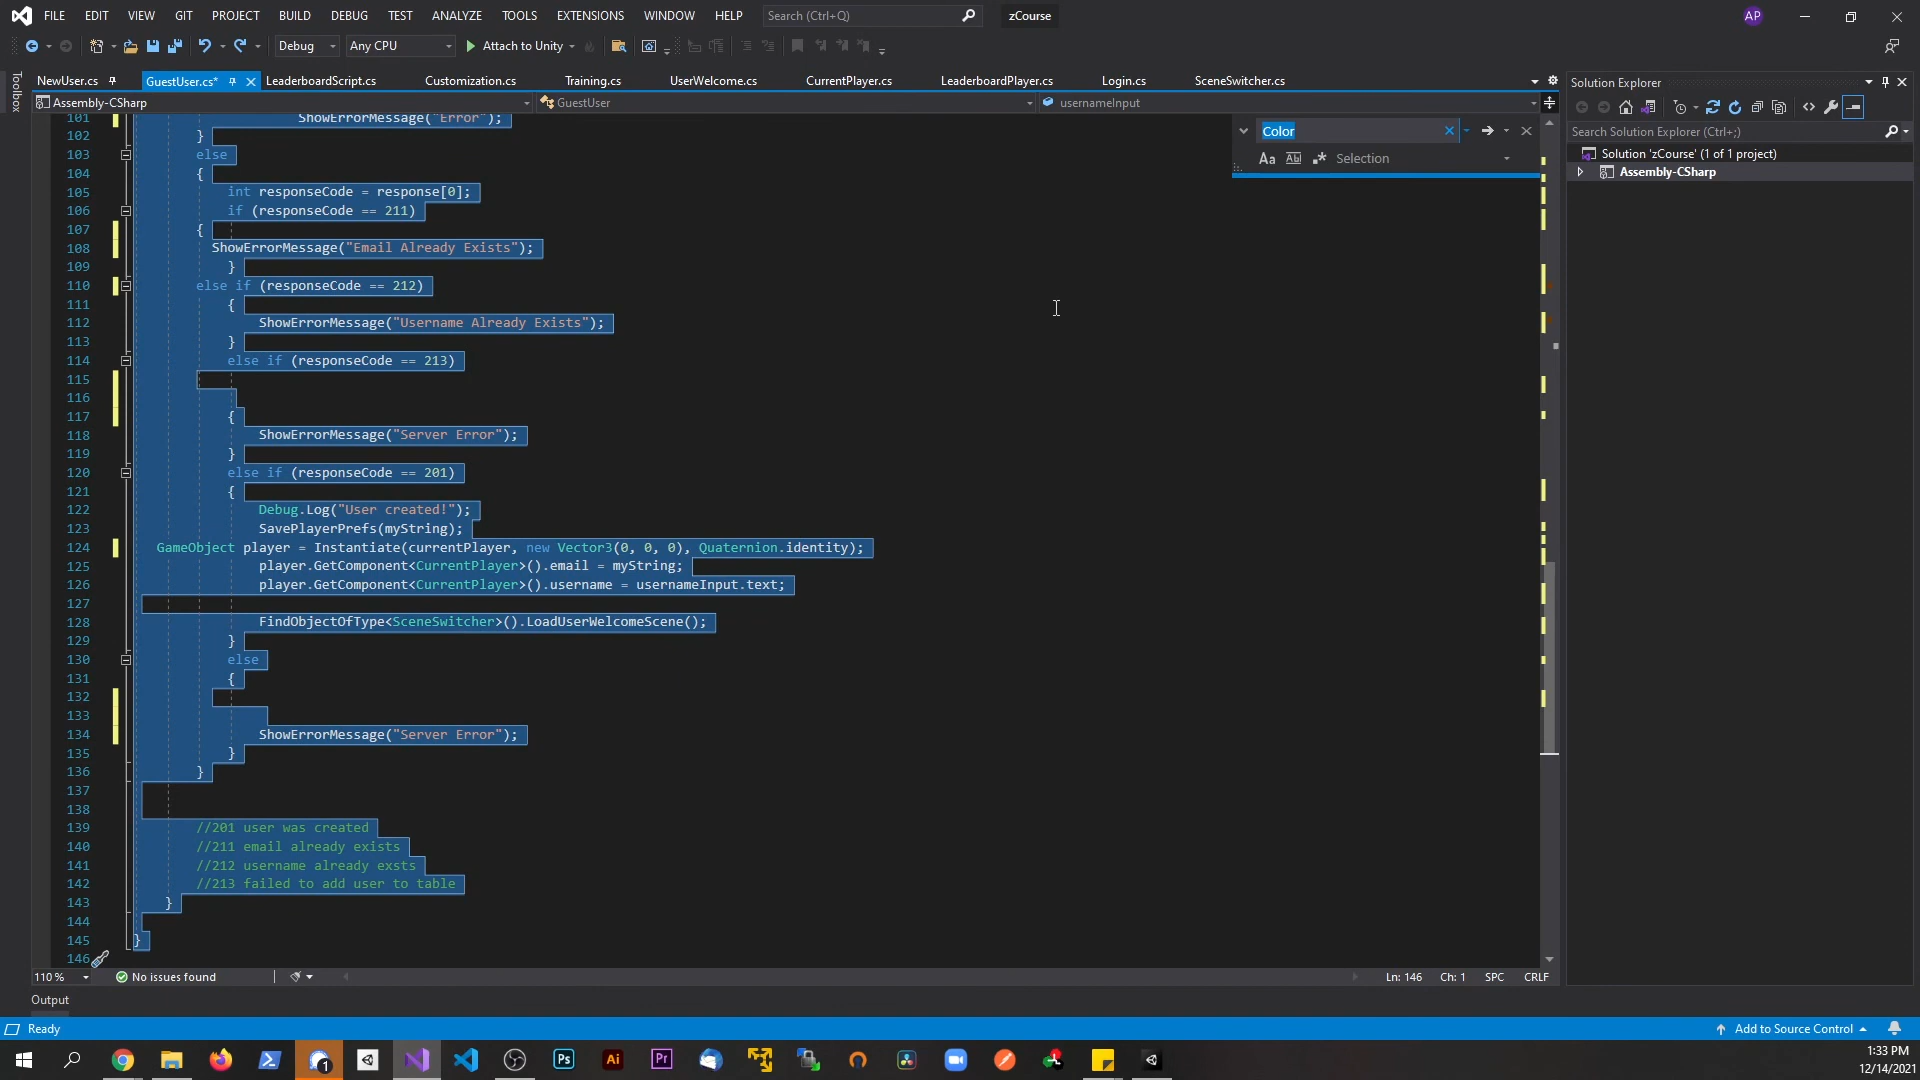 FILE EDIT VIEW GIT PROJECT BUILD DEBUG TEST ANALYZE TOOLS EXTENSIONS WINDOW HELP Search (Ctrl+Q) zCourse AP
Debug Any CPU Attach to Unity
Toolbox
NewUser.cs GuestUser.cs* LeaderboardScript.cs Customization.cs Training.cs UserWelcome.cs CurrentPlayer.cs LeaderboardPlayer.cs Login.cs SceneSwitcher.cs
Assembly-CSharp GuestUser usernameInput
Color
Aa Ab Selection
Solution Explorer
Search Solution Explorer (Ctrl+;)
Solution 'zCourse' (1 of 1 project)
Assembly-CSharp
101 ShowErrorMessage("Error");
102 }
103 else
104 {
105 int responseCode = response[0];
106 if (responseCode == 211)
107 {
108 ShowErrorMessage("Email Already Exists");
109 }
110 else if (responseCode == 212)
111 {
112 ShowErrorMessage("Username Already Exists");
113 }
114 else if (responseCode == 213)
115
116
117 {
118 ShowErrorMessage("Server Error");
119 }
120 else if (responseCode == 201)
121 {
122 Debug.Log("User created!");
123 SavePlayerPrefs(myString);
124 GameObject player = Instantiate(currentPlayer, new Vector3(0, 0, 0), Quaternion.identity);
125 player.GetComponent<CurrentPlayer>().email = myString;
126 player.GetComponent<CurrentPlayer>().username = usernameInput.text;
127
128 FindObjectOfType<SceneSwitcher>().LoadUserWelcomeScene();
129 }
130 else
131 {
132
133
134 ShowErrorMessage("Server Error");
135 }
136 }
137
138
139 //201 user was created
140 //211 email already exists
141 //212 username already exsts
142 //213 failed to add user to table
143 }
144
145 }
146
110 % No issues found Ln: 146 Ch: 1 SPC CRLF
Output
Ready Add to Source Control
1 Ps Ai Pr
1:33 PM
12/14/2021